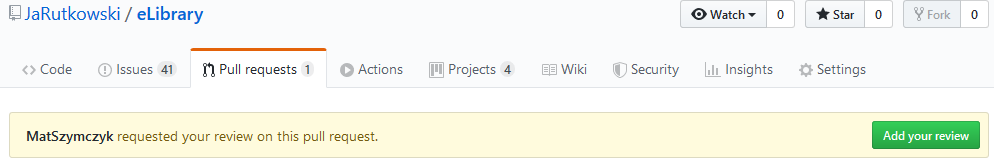 JaRutkowski / eLibrary Watch 0 Star 0 Fork 0
Code Issues 41 Pull requests 1 Actions Projects 4 Wiki Security Insights Settings
MatSzymczyk requested your review on this pull request. Add your review